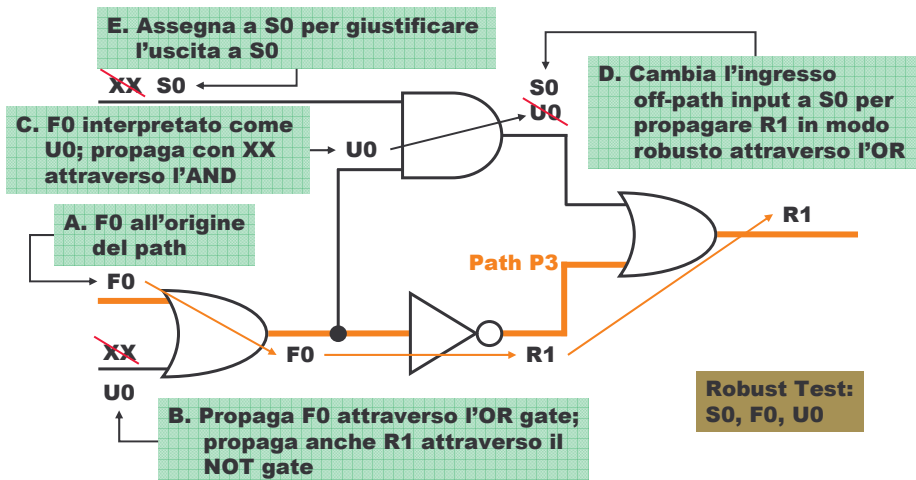 E. Assegna a S0 per giustificare
l'uscita a S0
XX S0
S0
U0
D. Cambia l'ingresso
off-path input a S0 per
propagare R1 in modo
robusto attraverso l'OR
C. F0 interpretato come
U0; propaga con XX
attraverso l'AND
U0
A. F0 all'origine
del path
R1
Path P3
F0
XX
F0
R1
U0
B. Propaga F0 attraverso l'OR gate;
propaga anche R1 attraverso il
NOT gate
Robust Test:
S0, F0, U0